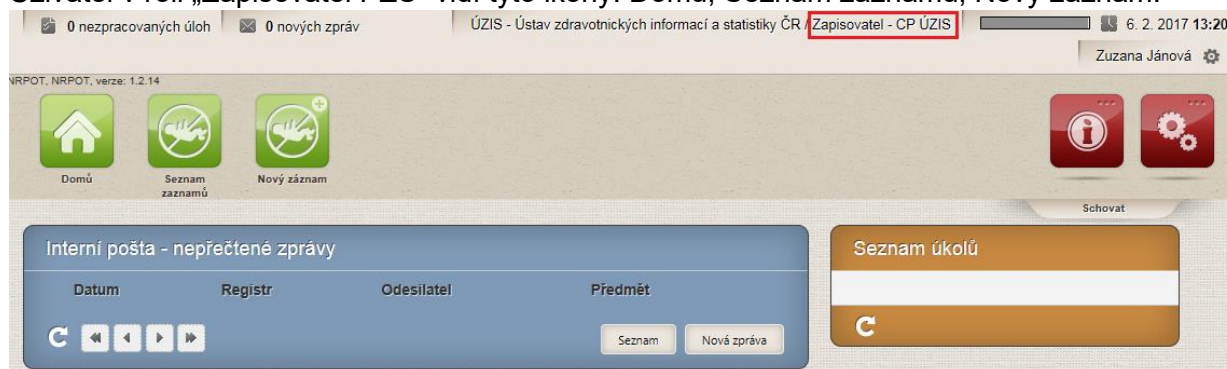 0 nezpracovaných úloh 0 nových zpráv ÚZIS - Ústav zdravotnických informací a statistiky ČR / Zapisovatel - CP ÚZIS 6. 2. 2017 13:20
Zuzana Jánová
NRPOT, NRPOT, verze: 1.2.14
Domů Seznam zaznamů Nový záznam
Schovat
Interní pošta - nepřečtené zprávy Seznam úkolů
Datum Registr Odesilatel Předmět
Seznam Nová zpráva